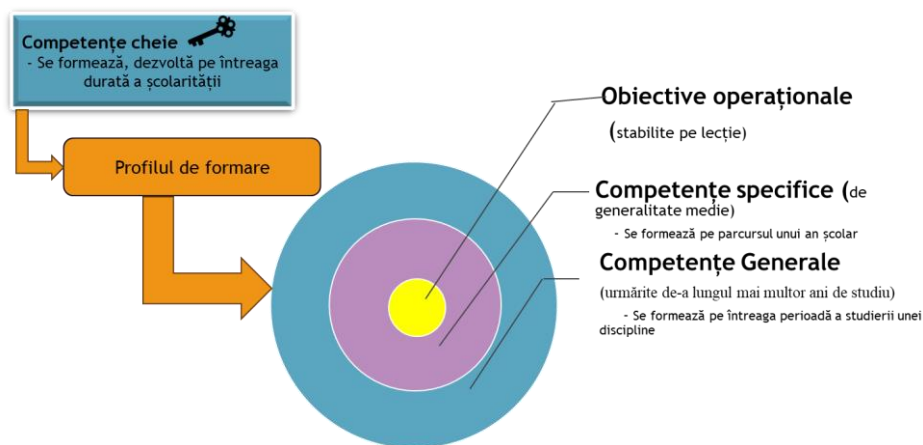 Competențe cheie
- Se formează, dezvoltă pe întreaga
durată a școlarității
Profilul de formare
Obiective operaționale
(stabilite pe lecție)
Competențe specifice (de
generalitate medie)
- Se formează pe parcursul unui an școlar
Competențe Generale
(urmărite de-a lungul mai multor ani de studiu)
- Se formează pe întreaga perioadă a studierii unei
discipline